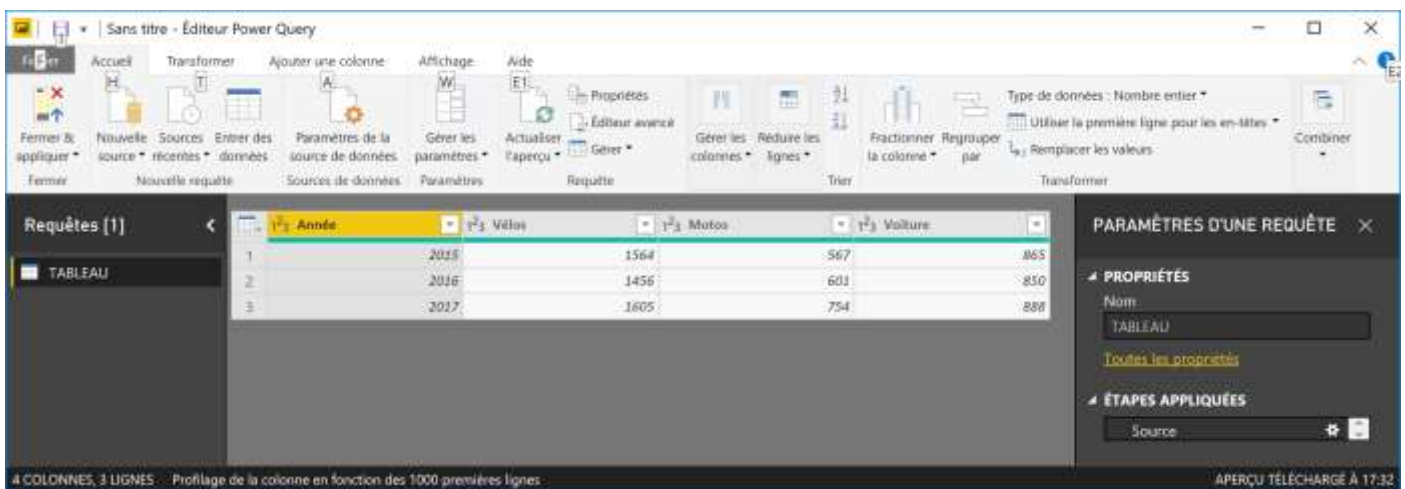 Sans titre - Éditeur Power Query
Accueil Transformer Ajouter une colonne Affichage Aide
H T A W E1
Fermer & appliquer
Nouvelle source
Sources récentes
Entrer des données
Paramètres de la source de données
Gérer les paramètres
Actualiser l'aperçu
Propriétés
Éditeur avancé
Gérer
Gérer les colonnes
Réduire les lignes
Fractionner la colonne
Regrouper par
Type de données : Nombre entier
Utiliser la première ligne pour les en-têtes
Remplacer les valeurs
Combiner
Fermer Nouvelle requête Sources de données Paramètres Requête Trier Transformer
Requêtes [1]
TABLEAU
Année Vélos Motos Voiture
1 2015 1564 567 865
2 2016 1456 601 850
3 2017 1605 754 888
PARAMÈTRES D'UNE REQUÊTE
PROPRIÉTÉS
Nom
TABLEAU
Toutes les propriétés
ÉTAPES APPLIQUÉES
Source
4 COLONNES, 3 LIGNES Profilage de la colonne en fonction des 1000 premières lignes APERÇU TÉLÉCHARGÉ À 17:32